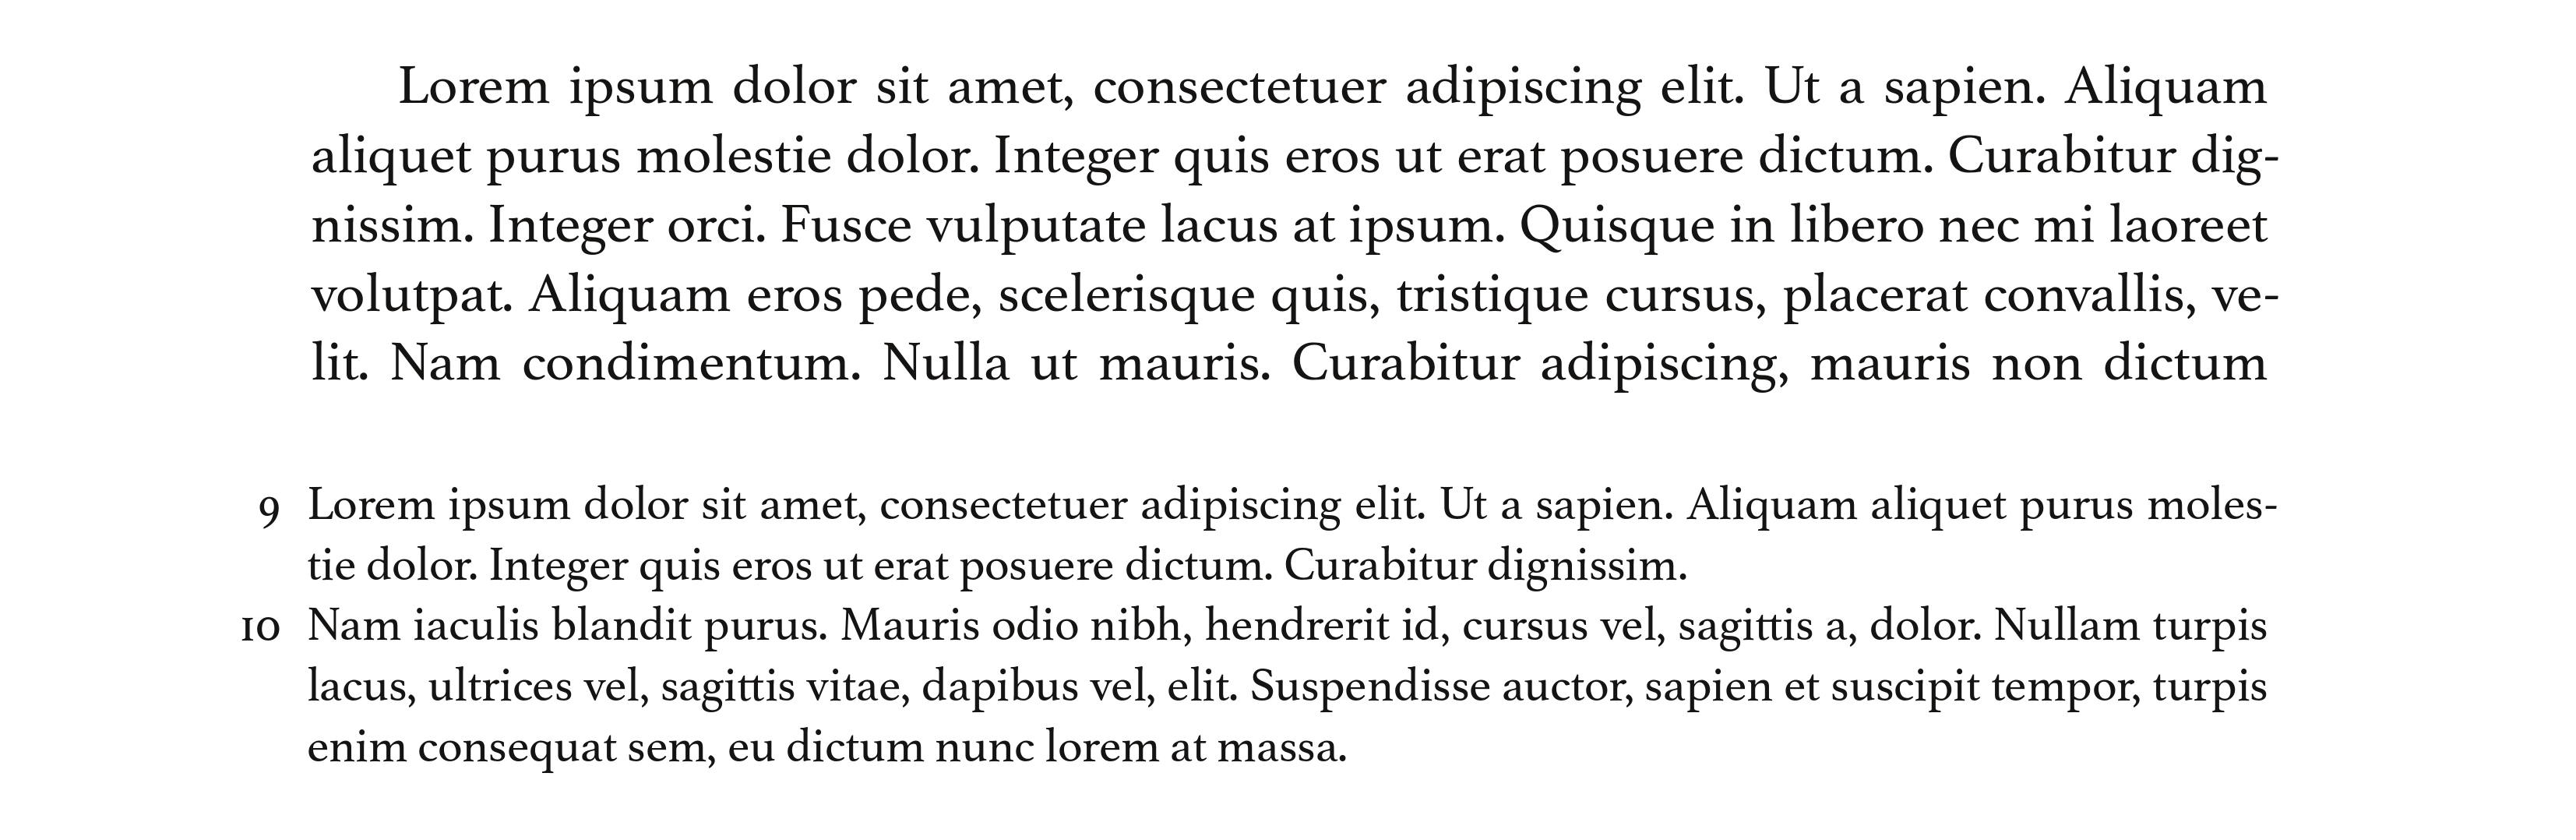 Lorem ipsum dolor sit amet, consectetuer adipiscing elit. Ut a sapien. Aliquam
aliquet purus molestie dolor. Integer quis eros ut erat posuere dictum. Curabitur dig-
nissim. Integer orci. Fusce vulputate lacus at ipsum. Quisque in libero nec mi laoreet
volutpat. Aliquam eros pede, scelerisque quis, tristique cursus, placerat convallis, ve-
lit. Nam condimentum. Nulla ut mauris. Curabitur adipiscing, mauris non dictum
9 Lorem ipsum dolor sit amet, consectetuer adipiscing elit. Ut a sapien. Aliquam aliquet purus moles-
tie dolor. Integer quis eros ut erat posuere dictum. Curabitur dignissim.
10 Nam iaculis blandit purus. Mauris odio nibh, hendrerit id, cursus vel, sagittis a, dolor. Nullam turpis
lacus, ultrices vel, sagittis vitae, dapibus vel, elit. Suspendisse auctor, sapien et suscipit tempor, turpis
enim consequat sem, eu dictum nunc lorem at massa.